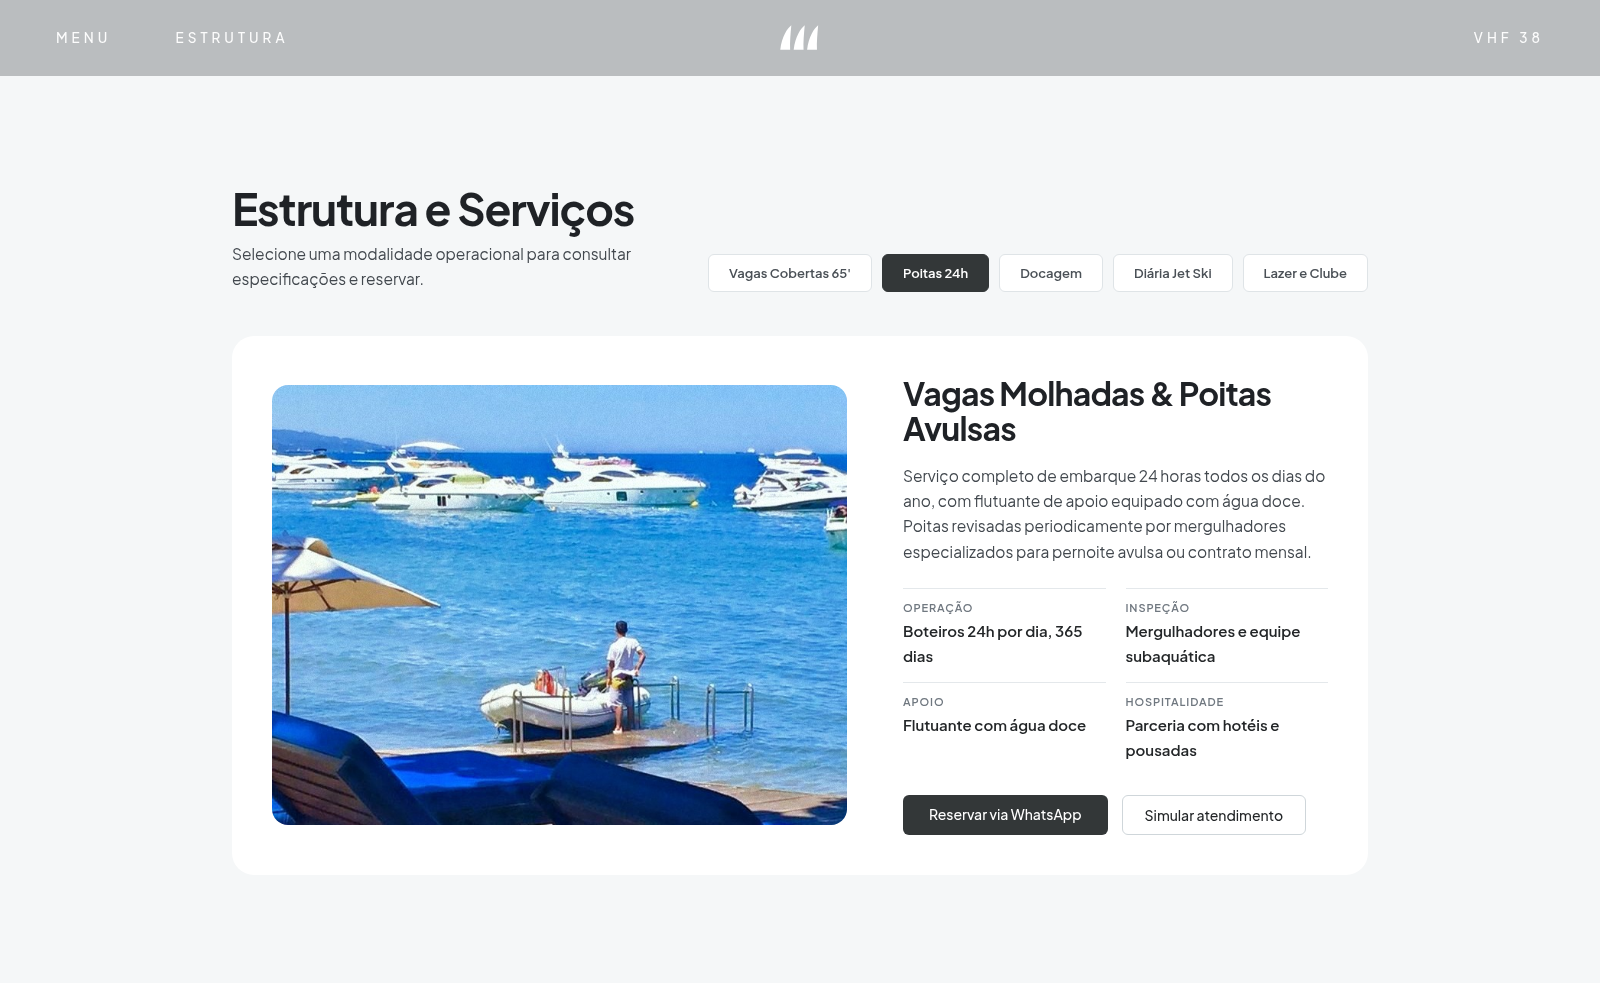 MENU
ESTRUTURA
VHF 38
Estrutura e Serviços
Selecione uma modalidade operacional para consultar
especificações e reservar.
Vagas Cobertas 65'
Poitas 24h
Docagem
Diária Jet Ski
Lazer e Clube
Vagas Molhadas & Poitas
Avulsas
Serviço completo de embarque 24 horas todos os dias do
ano, com flutuante de apoio equipado com água doce.
Poitas revisadas periodicamente por mergulhadores
especializados para pernoite avulsa ou contrato mensal.
OPERAÇÃO
Boteiros 24h por dia, 365
dias
INSPEÇÃO
Mergulhadores e equipe
subaquática
APOIO
Flutuante com água doce
HOSPITALIDADE
Parceria com hotéis e
pousadas
Reservar via WhatsApp
Simular atendimento